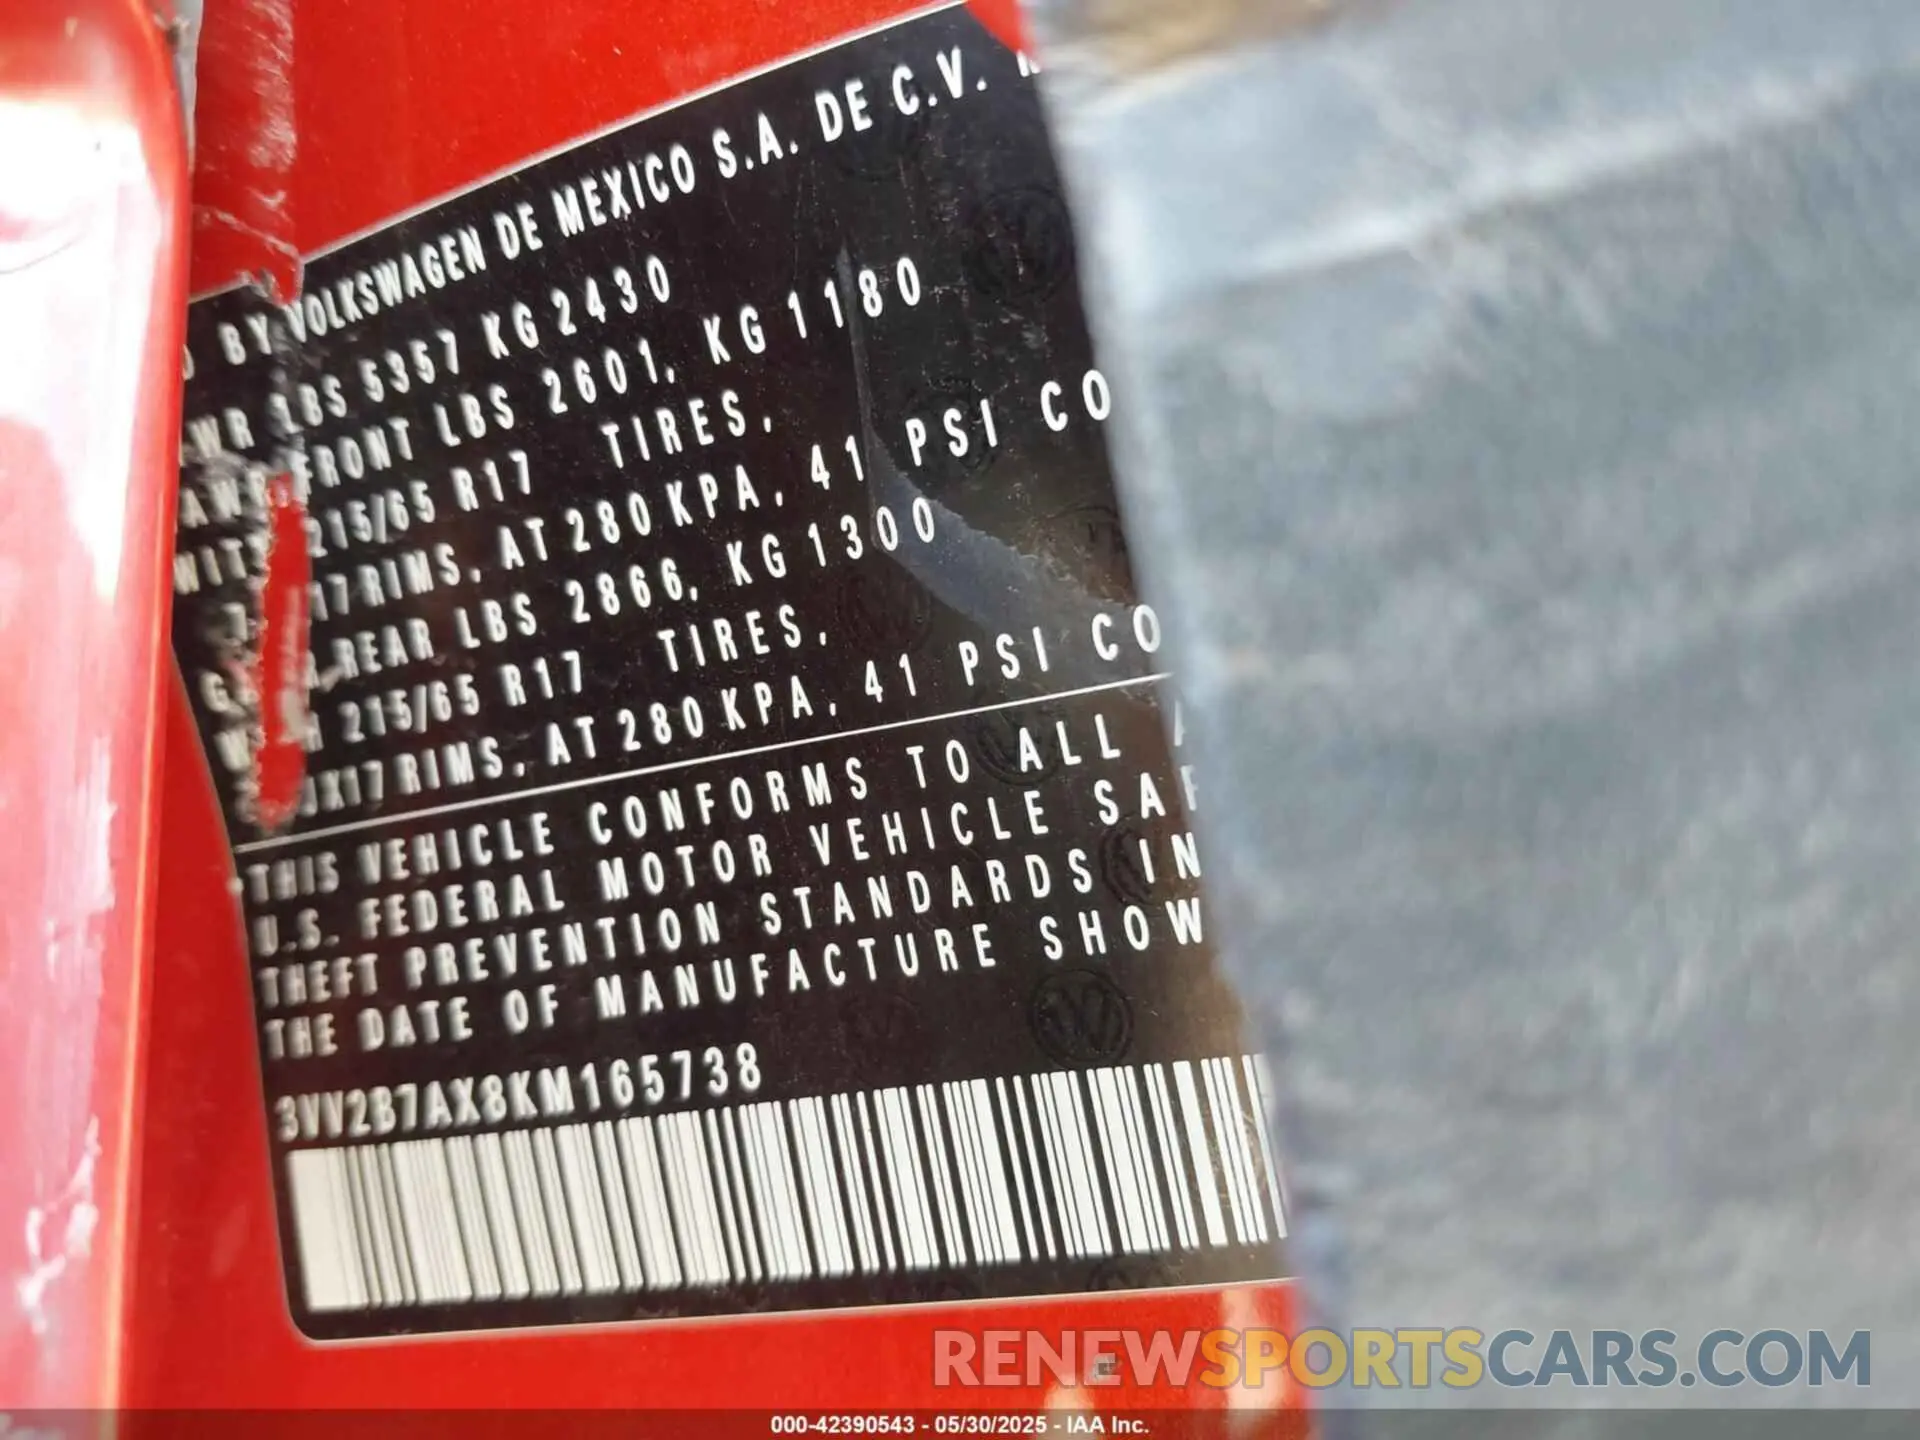 BY VOLKSWAGEN DE MEXICO S.A. DE C.V.
LBS 5357 KG 2430
FRONT LBS 2601, KG 1180
215/65 R17 TIRES,
RIMS, AT 280 KPA, 41 PSI CO
REAR LBS 2866, KG 1300
215/65 R17 TIRES,
RIMS, AT 280 KPA, 41 PSI CO
THIS VEHICLE CONFORMS TO ALL
U.S. FEDERAL MOTOR VEHICLE SAF
THEFT PREVENTION STANDARDS IN
THE DATE OF MANUFACTURE SHOW
3VV2B7AX8KM165738
RENEWSPORTSCARS.COM
000-42390543 - 05/30/2025 - IAA Inc.